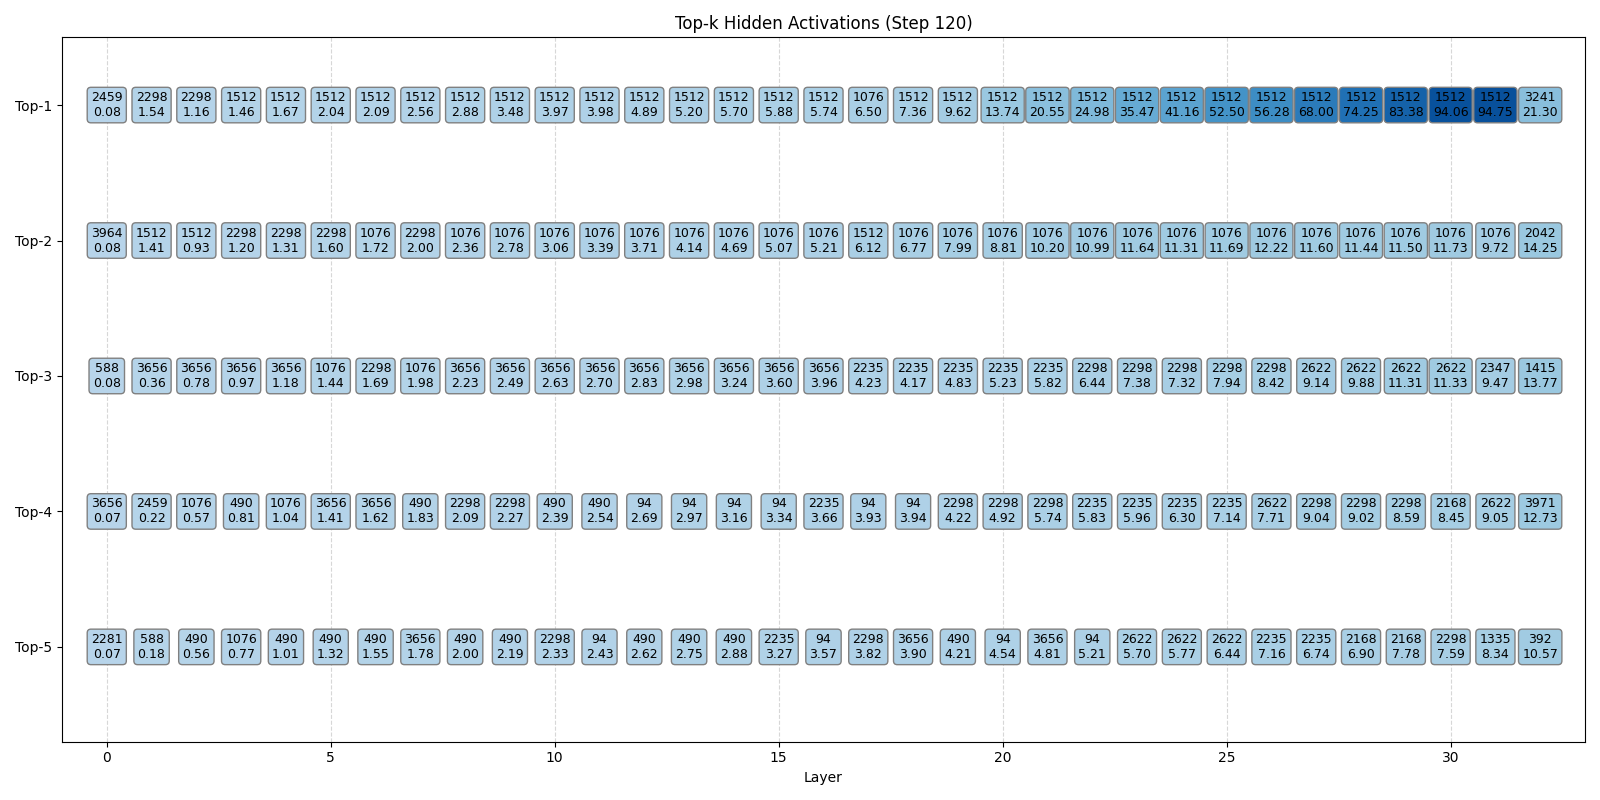 Top-k Hidden Activations (Step 120)
Top-1
2459 2298 2298 1512 1512 1512 1512 1512 1512 1512 1512 1512 1512 1512 1512 1512 1512 1076 1512 1512 1512 1512 1512 1512 1512 1512 1512 1512 1512 1512 1512 1512 3241
0.08 1.54 1.16 1.46 1.67 2.04 2.09 2.56 2.88 3.48 3.97 3.98 4.89 5.20 5.70 5.88 5.74 6.50 7.36 9.62 13.74 20.55 24.98 35.47 41.16 52.50 56.28 68.00 74.25 83.38 94.06 94.75 21.30
Top-2
3964 1512 1512 2298 2298 2298 1076 2298 1076 1076 1076 1076 1076 1076 1076 1076 1076 1512 1076 1076 1076 1076 1076 1076 1076 1076 1076 1076 1076 1076 1076 1076 2042
0.08 1.41 0.93 1.20 1.31 1.60 1.72 2.00 2.36 2.78 3.06 3.39 3.71 4.14 4.69 5.07 5.21 6.12 6.77 7.99 8.81 10.20 10.99 11.64 11.31 11.69 12.22 11.60 11.44 11.50 11.73 9.72 14.25
Top-3
588 3656 3656 3656 3656 1076 2298 1076 3656 3656 3656 3656 3656 3656 3656 3656 3656 2235 2235 2235 2235 2235 2298 2298 2298 2298 2298 2622 2622 2622 2622 2347 1415
0.08 0.36 0.78 0.97 1.18 1.44 1.69 1.98 2.23 2.49 2.63 2.70 2.83 2.98 3.24 3.60 3.96 4.23 4.17 4.83 5.23 5.82 6.44 7.38 7.32 7.94 8.42 9.14 9.88 11.31 11.33 9.47 13.77
Top-4
3656 2459 1076 490 1076 3656 3656 490 2298 2298 490 490 94 94 94 94 2235 94 94 2298 2298 2298 2235 2235 2235 2235 2622 2298 2298 2298 2168 2622 3971
0.07 0.22 0.57 0.81 1.04 1.41 1.62 1.83 2.09 2.27 2.39 2.54 2.69 2.97 3.16 3.34 3.66 3.93 3.94 4.22 4.92 5.74 5.83 5.96 6.30 7.14 7.71 9.04 9.02 8.59 8.45 9.05 12.73
Top-5
2281 588 490 1076 490 490 490 3656 490 490 2298 94 490 490 490 2235 94 2298 3656 490 94 3656 94 2622 2622 2622 2235 2235 2168 2168 2298 1335 392
0.07 0.18 0.56 0.77 1.01 1.32 1.55 1.78 2.00 2.19 2.33 2.43 2.62 2.75 2.88 3.27 3.57 3.82 3.90 4.21 4.54 4.81 5.21 5.70 5.77 6.44 7.16 6.74 6.90 7.78 7.59 8.34 10.57
0 5 10 15 20 25 30
Layer